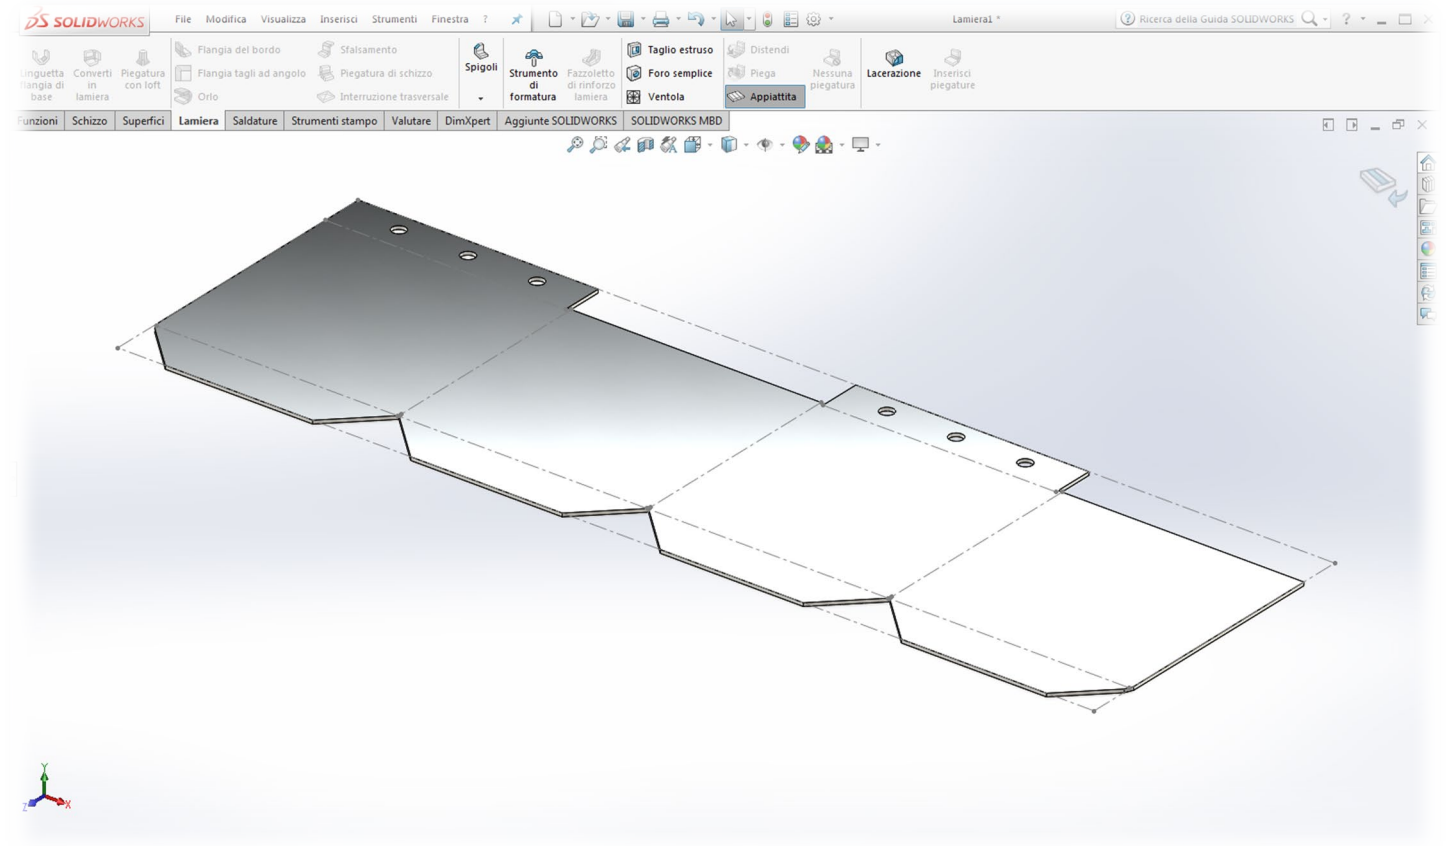 SOLIDWORKS File Modifica Visualizza Inserisci Strumenti Finestra ? Lamiera1 * Ricerca della Guida SOLIDWORKS ?
Linguetta
flangia di
base
Converti
in
lamiera
Piegatura
con loft
Flangia del bordo
Flangia tagli ad angolo
Orlo
Sfalsamento
Piegatura di schizzo
Interruzione trasversale
Spigoli
Strumento
di
formatura
Fazzoletto
di rinforzo
lamiera
Taglio estruso
Foro semplice
Ventola
Distendi
Piega
Appiattita
Nessuna
piegatura
Lacerazione
Inserisci
piegature
Funzioni Schizzo Superfici Lamiera Saldature Strumenti stampo Valutare DimXpert Aggiunte SOLIDWORKS SOLIDWORKS MBD
Y
Z X